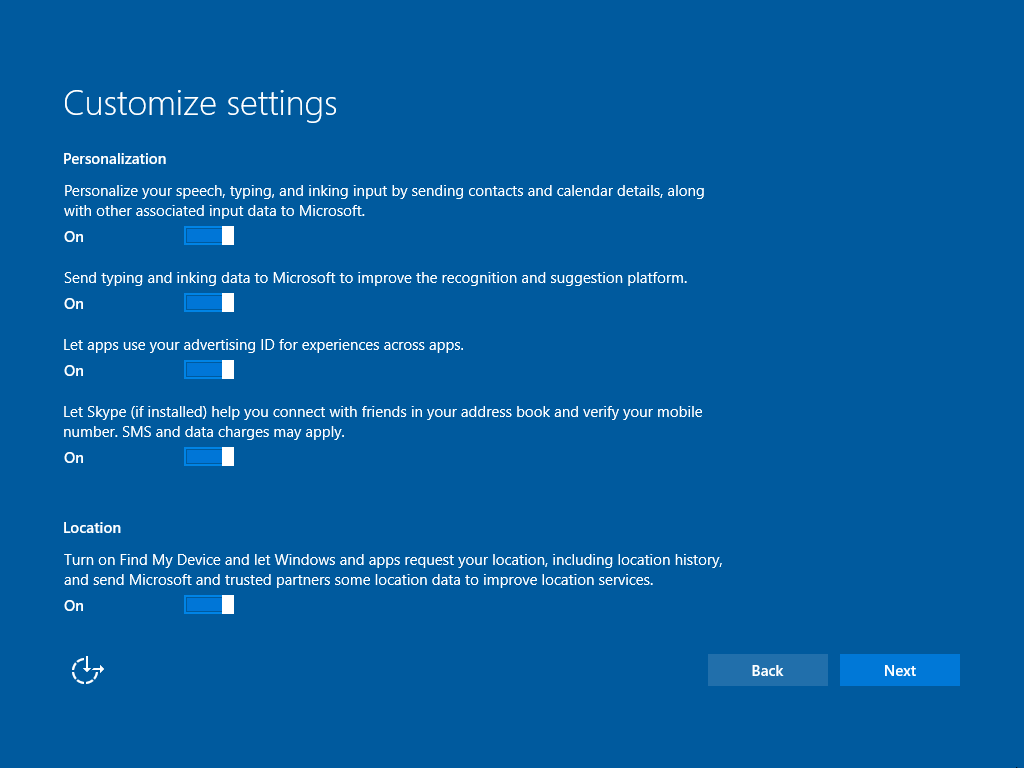 Customize settings
Personalization
Personalize your speech, typing, and inking input by sending contacts and calendar details, along
with other associated input data to Microsoft.
On
Send typing and inking data to Microsoft to improve the recognition and suggestion platform.
On
Let apps use your advertising ID for experiences across apps.
On
Let Skype (if installed) help you connect with friends in your address book and verify your mobile
number. SMS and data charges may apply.
On
Location
Turn on Find My Device and let Windows and apps request your location, including location history,
and send Microsoft and trusted partners some location data to improve location services.
On
Back Next